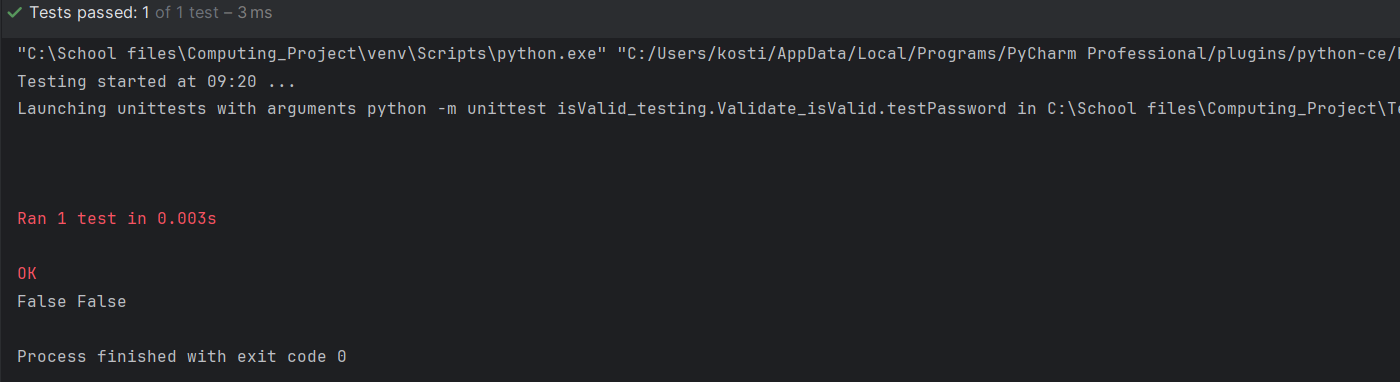 Tests passed: 1 of 1 test – 3 ms
"C:\School files\Computing_Project\venv\Scripts\python.exe" "C:/Users/kosti/AppData/Local/Programs/PyCharm Professional/plugins/python-ce/
Testing started at 09:20 ...
Launching unittests with arguments python -m unittest isValid_testing.Validate_isValid.testPassword in C:\School files\Computing_Project\Te
Ran 1 test in 0.003s
OK
False False
Process finished with exit code 0